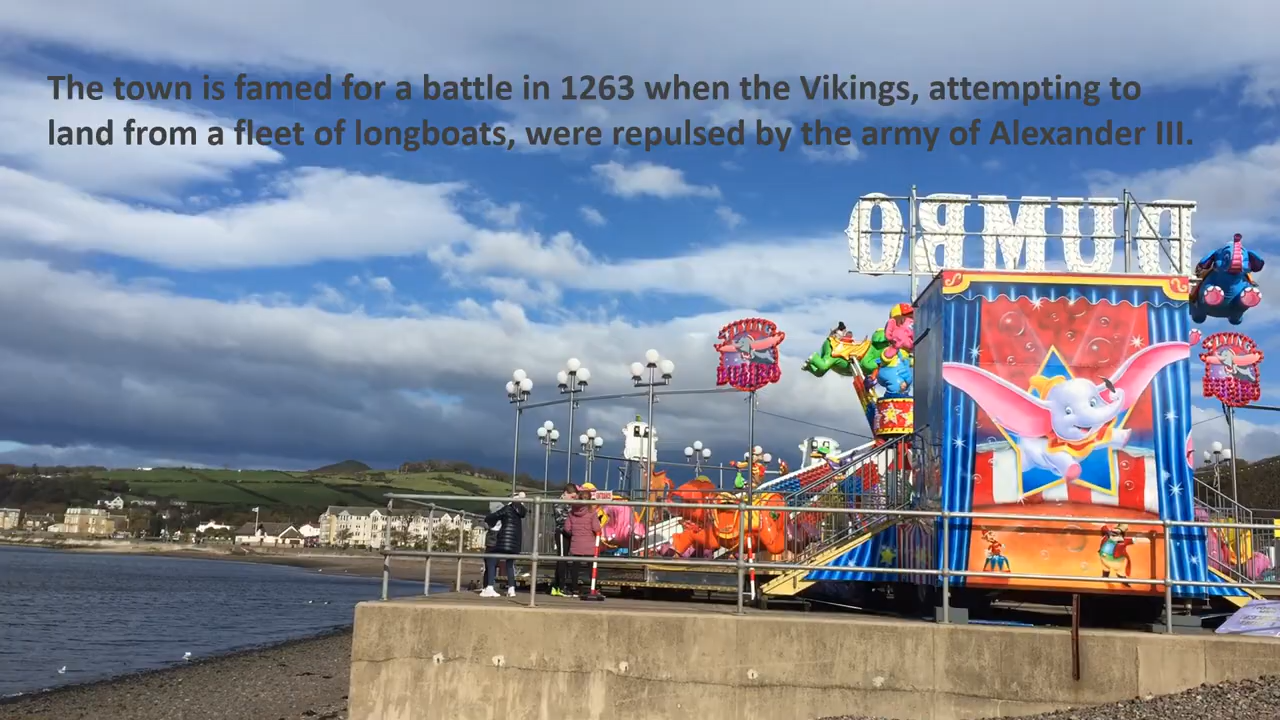 The town is famed for a battle in 1263 when the Vikings, attempting to
land from a fleet of longboats, were repulsed by the army of Alexander III.
DUMBO